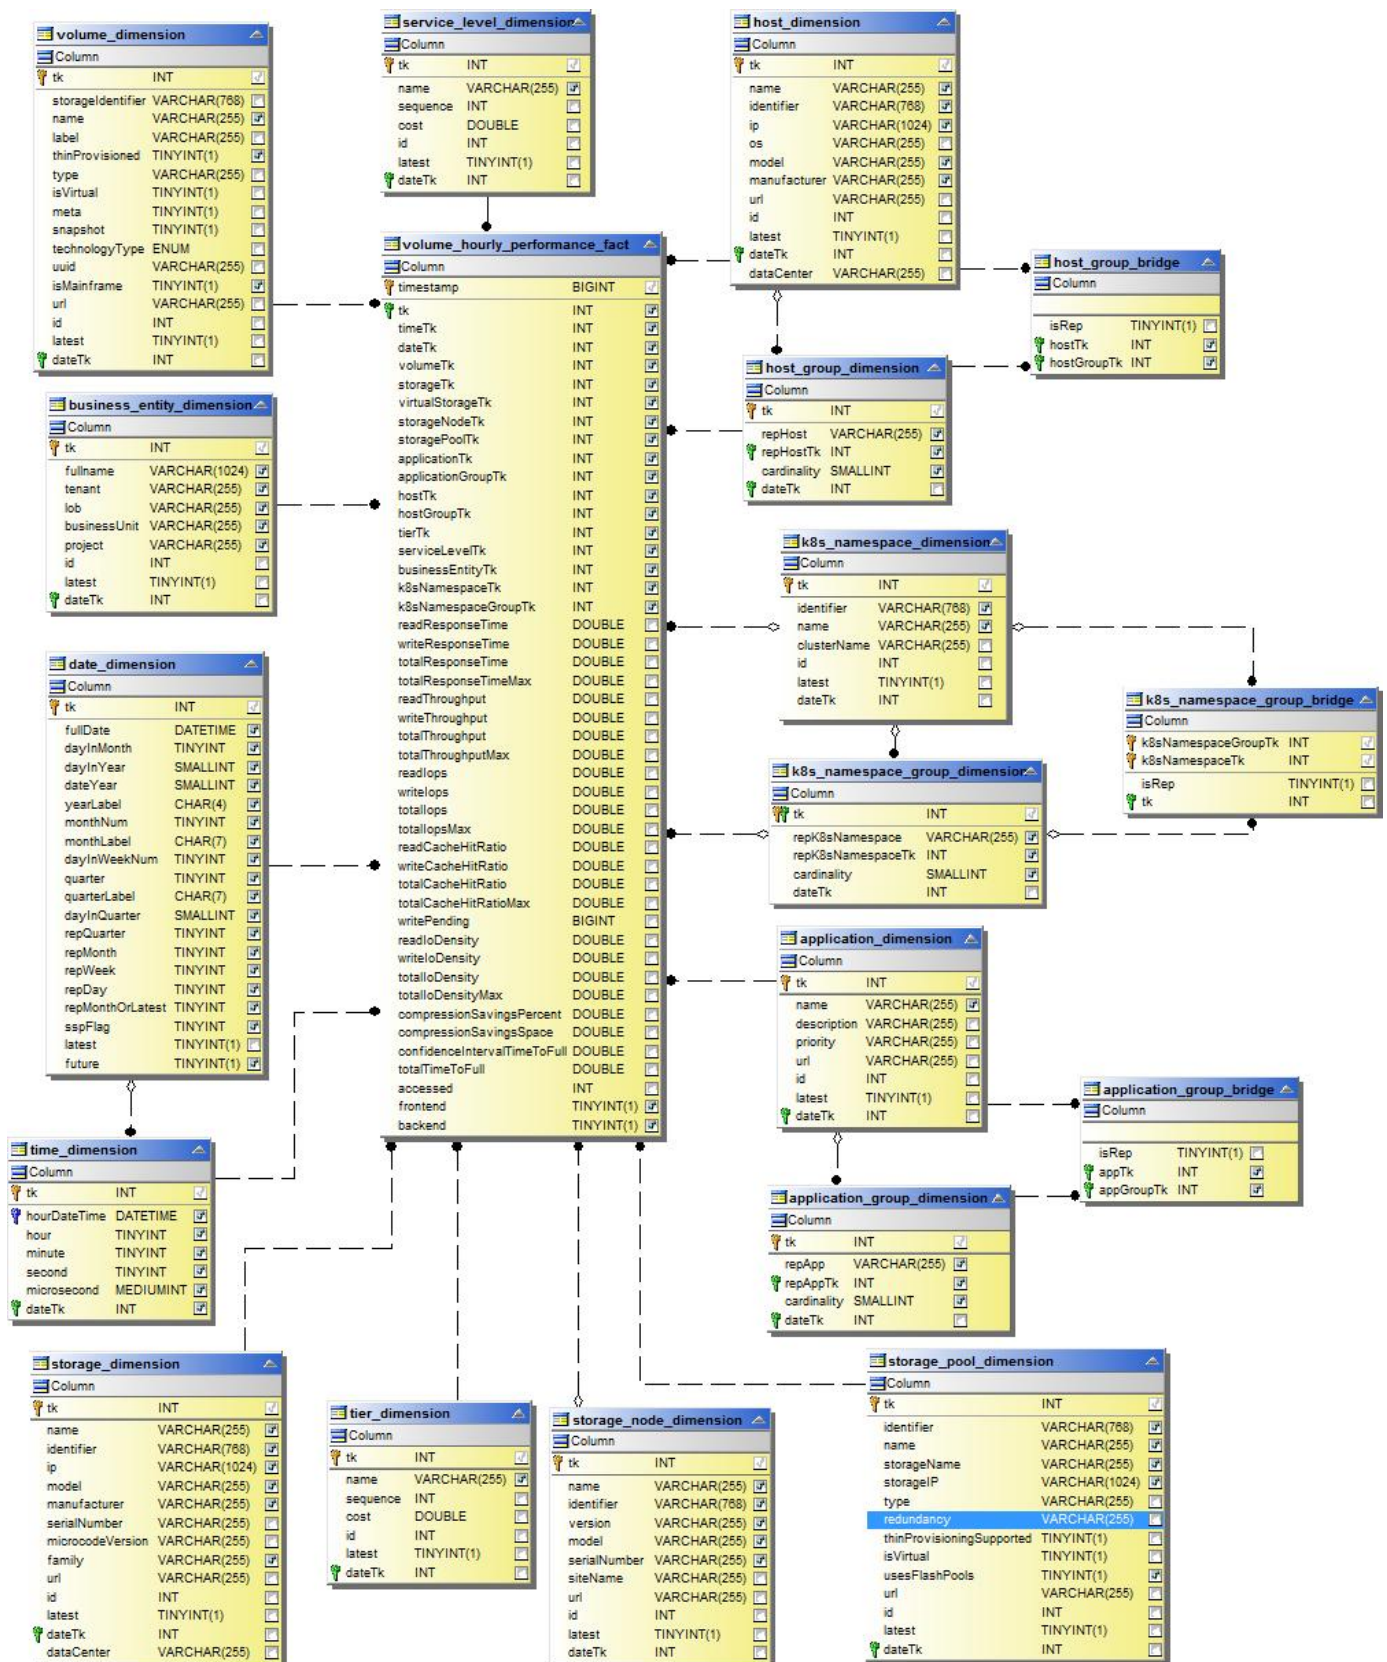 volume_dimension
Column
tk INT
storageIdentifier VARCHAR(768)
name VARCHAR(255)
label VARCHAR(255)
thinProvisioned TINYINT(1)
type VARCHAR(255)
isVirtual TINYINT(1)
meta TINYINT(1)
snapshot TINYINT(1)
technologyType ENUM
uuid VARCHAR(255)
isMainframe TINYINT(1)
url VARCHAR(255)
id INT
latest TINYINT(1)
dateTk INT
service_level_dimension
Column
tk INT
name VARCHAR(255)
sequence INT
cost DOUBLE
id INT
latest TINYINT(1)
dateTk INT
host_dimension
Column
tk INT
name VARCHAR(255)
identifier VARCHAR(768)
ip VARCHAR(1024)
os VARCHAR(255)
model VARCHAR(255)
manufacturer VARCHAR(255)
url VARCHAR(255)
id INT
latest TINYINT(1)
dateTk INT
dataCenter VARCHAR(255)
host_group_bridge
Column
isRep TINYINT(1)
hostTk INT
hostGroupTk INT
volume_hourly_performance_fact
Column
timestamp BIGINT
tk INT
timeTk INT
dateTk INT
volumeTk INT
storageTk INT
virtualStorageTk INT
storageNodeTk INT
storagePoolTk INT
applicationTk INT
applicationGroupTk INT
hostTk INT
hostGroupTk INT
tierTk INT
serviceLevelTk INT
businessEntityTk INT
k8sNamespaceTk INT
k8sNamespaceGroupTk INT
readResponseTime DOUBLE
writeResponseTime DOUBLE
totalResponseTime DOUBLE
totalResponseTimeMax DOUBLE
readThroughput DOUBLE
writeThroughput DOUBLE
totalThroughput DOUBLE
totalThroughputMax DOUBLE
readIops DOUBLE
writeIops DOUBLE
totalIops DOUBLE
totalIopsMax DOUBLE
readCacheHitRatio DOUBLE
writeCacheHitRatio DOUBLE
totalCacheHitRatio DOUBLE
totalCacheHitRatioMax DOUBLE
writePending BIGINT
readIoDensity DOUBLE
writeIoDensity DOUBLE
totalIoDensity DOUBLE
totalIoDensityMax DOUBLE
compressionSavingsPercent DOUBLE
compressionSavingsSpace DOUBLE
confidenceIntervalTimeToFull DOUBLE
totalTimeToFull DOUBLE
accessed INT
frontend TINYINT(1)
backend TINYINT(1)
host_group_dimension
Column
tk INT
repHost VARCHAR(255)
repHostTk INT
cardinality SMALLINT
dateTk INT
business_entity_dimension
Column
tk INT
fullname VARCHAR(1024)
tenant VARCHAR(255)
lob VARCHAR(255)
businessUnit VARCHAR(255)
project VARCHAR(255)
id INT
latest TINYINT(1)
dateTk INT
k8s_namespace_dimension
Column
tk INT
identifier VARCHAR(768)
name VARCHAR(255)
clusterName VARCHAR(255)
id INT
latest TINYINT(1)
dateTk INT
k8s_namespace_group_bridge
Column
k8sNamespaceGroupTk INT
k8sNamespaceTk INT
isRep TINYINT(1)
tk INT
date_dimension
Column
tk INT
fullDate DATETIME
dayInMonth TINYINT
dayInYear SMALLINT
dateYear SMALLINT
yearLabel CHAR(4)
monthNum TINYINT
monthLabel CHAR(7)
dayInWeekNum TINYINT
quarter TINYINT
quarterLabel CHAR(7)
dayInQuarter SMALLINT
repQuarter TINYINT
repMonth TINYINT
repWeek TINYINT
repDay TINYINT
repMonthOrLatest TINYINT
sspFlag TINYINT
latest TINYINT(1)
future TINYINT(1)
k8s_namespace_group_dimension
Column
tk INT
repK8sNamespace VARCHAR(255)
repK8sNamespaceTk INT
cardinality SMALLINT
dateTk INT
application_dimension
Column
tk INT
name VARCHAR(255)
description VARCHAR(255)
priority VARCHAR(255)
url VARCHAR(255)
id INT
latest TINYINT(1)
dateTk INT
application_group_bridge
Column
isRep TINYINT(1)
appTk INT
appGroupTk INT
time_dimension
Column
tk INT
hourDateTime DATETIME
hour TINYINT
minute TINYINT
second TINYINT
microsecond MEDIUMINT
dateTk INT
application_group_dimension
Column
tk INT
repApp VARCHAR(255)
repAppTk INT
cardinality SMALLINT
dateTk INT
storage_dimension
Column
tk INT
name VARCHAR(255)
identifier VARCHAR(768)
ip VARCHAR(1024)
model VARCHAR(255)
manufacturer VARCHAR(255)
serialNumber VARCHAR(255)
microcodeVersion VARCHAR(255)
family VARCHAR(255)
url VARCHAR(255)
id INT
latest TINYINT(1)
dateTk INT
dataCenter VARCHAR(255)
tier_dimension
Column
tk INT
name VARCHAR(255)
sequence INT
cost DOUBLE
id INT
latest TINYINT(1)
dateTk INT
storage_node_dimension
Column
tk INT
name VARCHAR(255)
identifier VARCHAR(768)
version VARCHAR(255)
model VARCHAR(255)
serialNumber VARCHAR(255)
siteName VARCHAR(255)
url VARCHAR(255)
id INT
latest TINYINT(1)
dateTk INT
storage_pool_dimension
Column
tk INT
identifier VARCHAR(768)
name VARCHAR(255)
storageName VARCHAR(255)
storageIP VARCHAR(1024)
type VARCHAR(255)
redundancy VARCHAR(255)
thinProvisioningSupported TINYINT(1)
isVirtual TINYINT(1)
usesFlashPools TINYINT(1)
url VARCHAR(255)
id INT
latest TINYINT(1)
dateTk INT